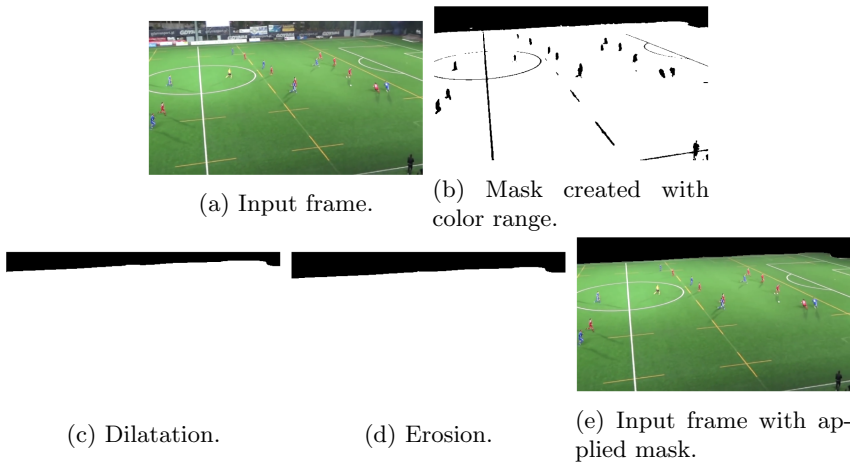 (a) Input frame.
(b) Mask created with
color range.
(c) Dilatation.
(d) Erosion.
(e) Input frame with ap-
plied mask.